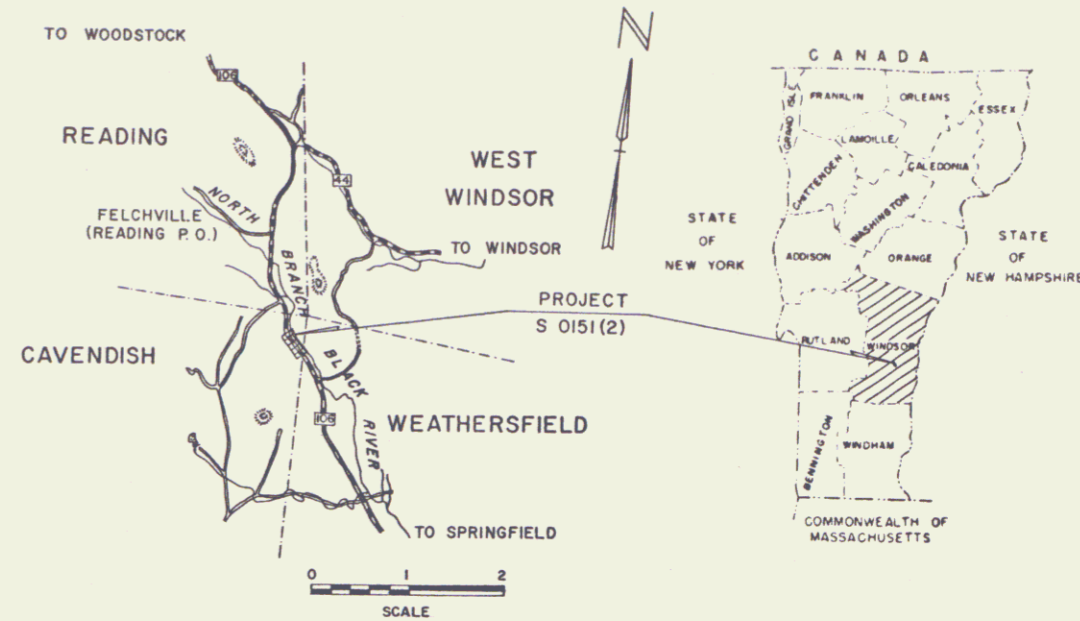 TO WOODSTOCK
106
READING
NORTH
FELCHVILLE
(READING P.O.)
BRANCH
WEST
WINDSOR
44
TO WINDSOR
N
PROJECT
S 0151(2)
CAVENDISH
BLACK
RIVER
106
WEATHERSFIELD
TO SPRINGFIELD
0 1 2
SCALE
CANADA
GRAND ISLE
FRANKLIN
ORLEANS
ESSEX
LAMOILLE
CHITTENDEN
CALEDONIA
WASHINGTON
STATE
OF
NEW YORK
ADDISON
ORANGE
STATE
OF
NEW HAMPSHIRE
RUTLAND
WINDSOR
BENNINGTON
WINDHAM
COMMONWEALTH OF
MASSACHUSETTS